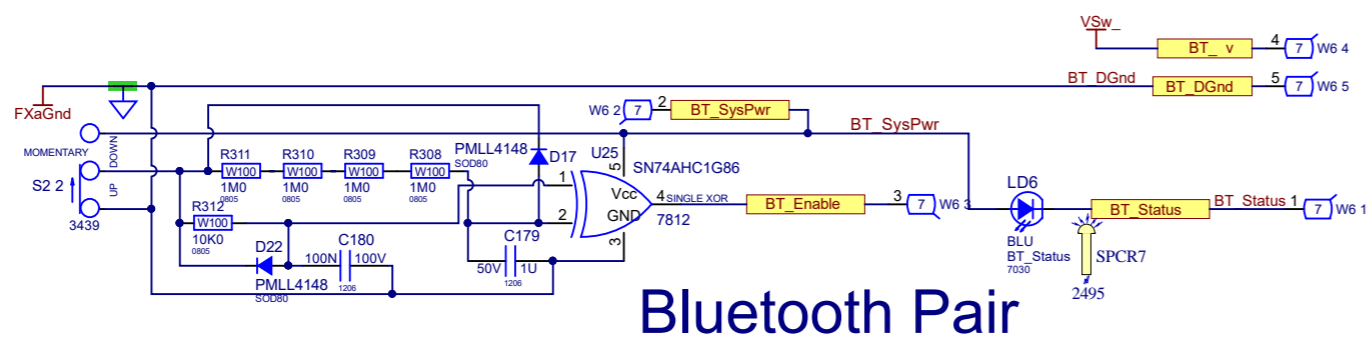 VSw_
BT_ v
4
7
W6 4
FXaGnd
BT_DGnd
BT_DGnd
5
7
W6 5
W6 2
7
2
BT_SysPwr
BT_SysPwr
MOMENTARY
DOWN
UP
S2 2
3439
R311
W100
1M0
0805
R310
W100
1M0
0805
R309
W100
1M0
0805
R308
W100
1M0
0805
PMLL4148
SOD80
D17
U25
SN74AHC1G86
5
1
2
Vcc
GND
3
4
SINGLE XOR
7812
BT_Enable
3
7
W6 3
R312
W100
10K0
0805
D22
PMLL4148
SOD80
C180
100N
100V
1206
C179
50V
1U
1206
LD6
BLU
BT_Status
7030
BT_Status
BT_Status
1
7
W6 1
SPCR7
2495
Bluetooth Pair